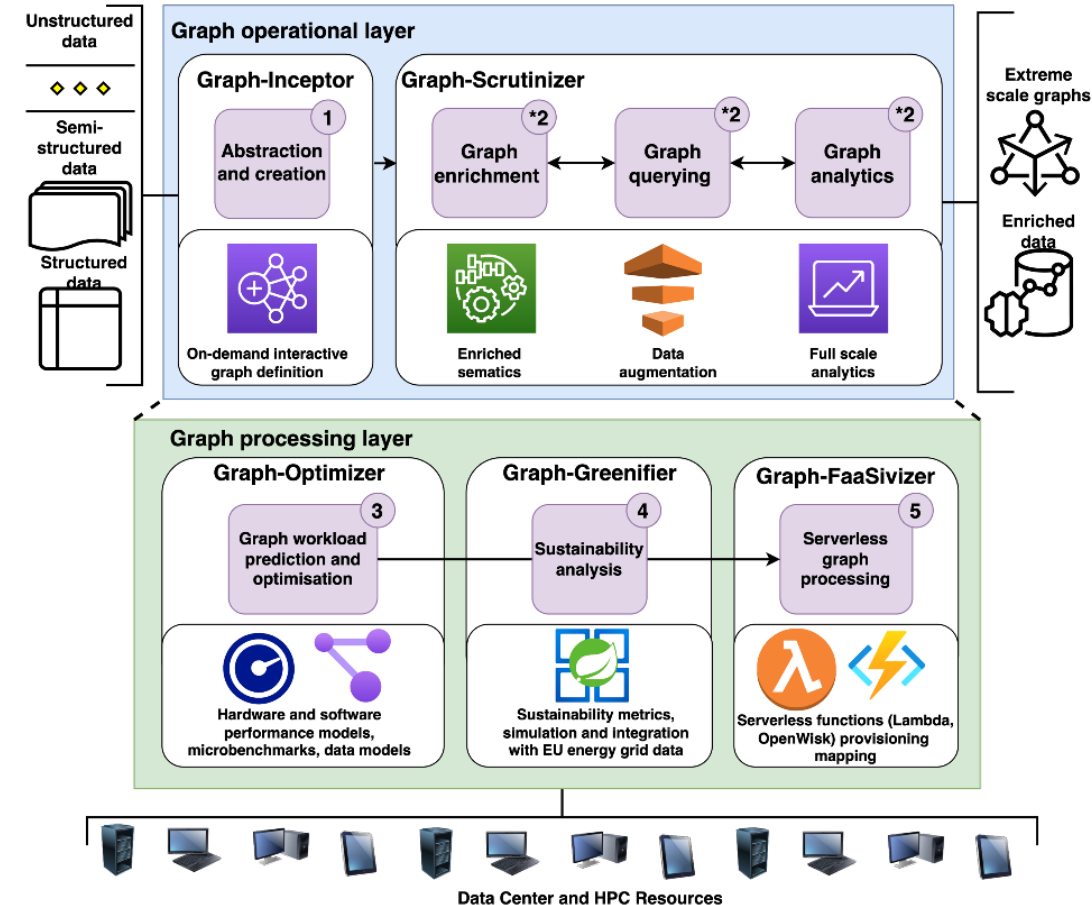 Unstructured
data
Semi-
structured
data
Structured
data
Graph operational layer
Graph-Inceptor
1
Abstraction
and creation
On-demand interactive
graph definition
Graph-Scrutinizer
*2
Graph
enrichment
*2
Graph
querying
*2
Graph
analytics
Enriched
sematics
Data
augmentation
Full scale
analytics
Extreme
scale graphs
Enriched
data
Graph processing layer
Graph-Optimizer
3
Graph workload
prediction and
optimisation
Hardware and software
performance models,
microbenchmarks, data models
Graph-Greenifier
4
Sustainability
analysis
Sustainability metrics,
simulation and integration
with EU energy grid data
Graph-FaaSivizer
5
Serverless
graph
processing
λ
Serverless functions (Lambda,
OpenWisk) provisioning
mapping
Data Center and HPC Resources